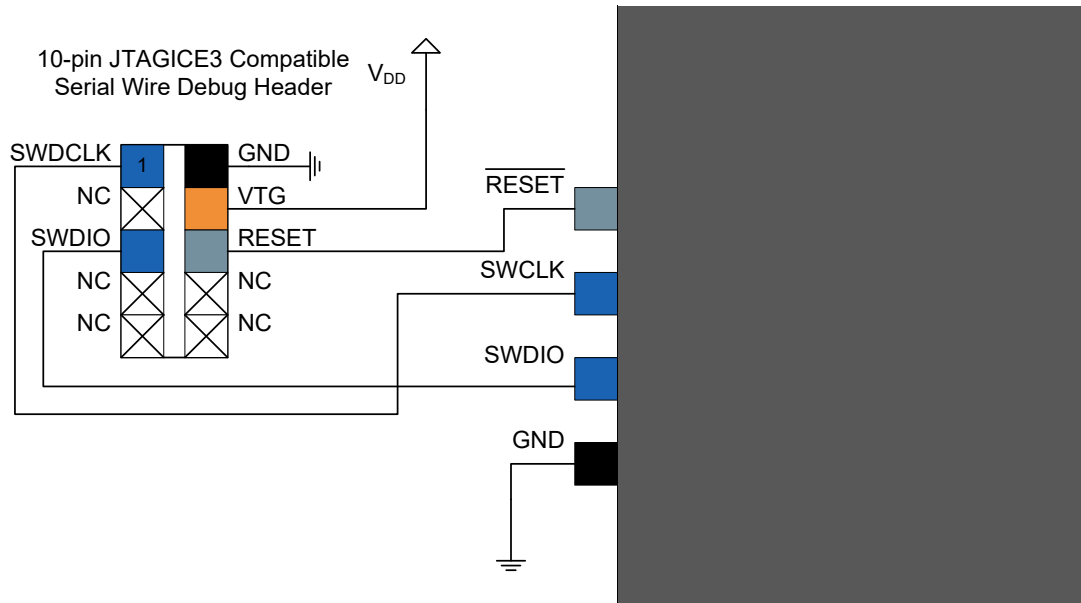 10-pin JTAGICE3 Compatible
Serial Wire Debug Header
VDD
SWDCLK
1
GND
NC
VTG
SWDIO
RESET
NC
NC
NC
NC
RESET
SWCLK
SWDIO
GND